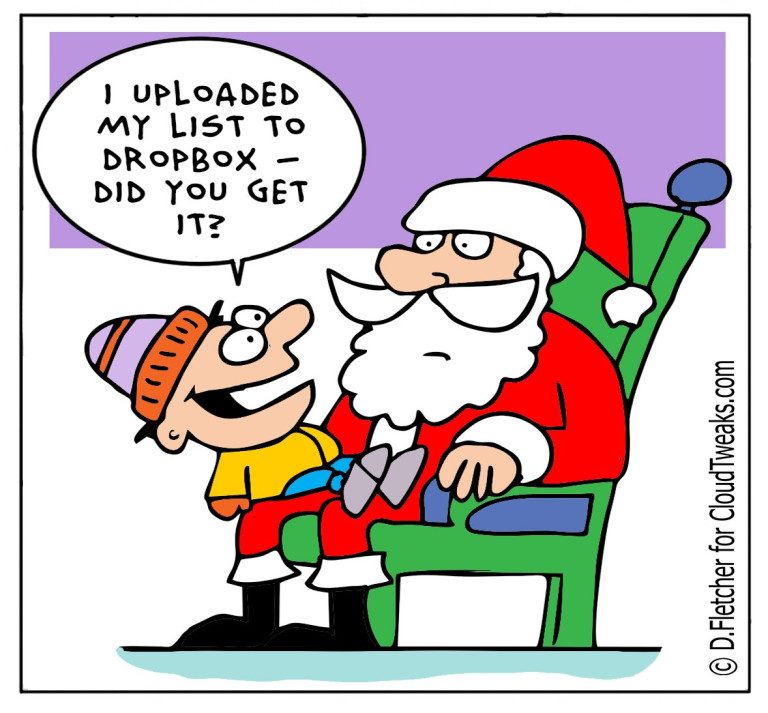 I UPLOADED
MY LIST TO
DROPBOX –
DID YOU GET
IT?
© D.Fletcher for CloudTweaks.com